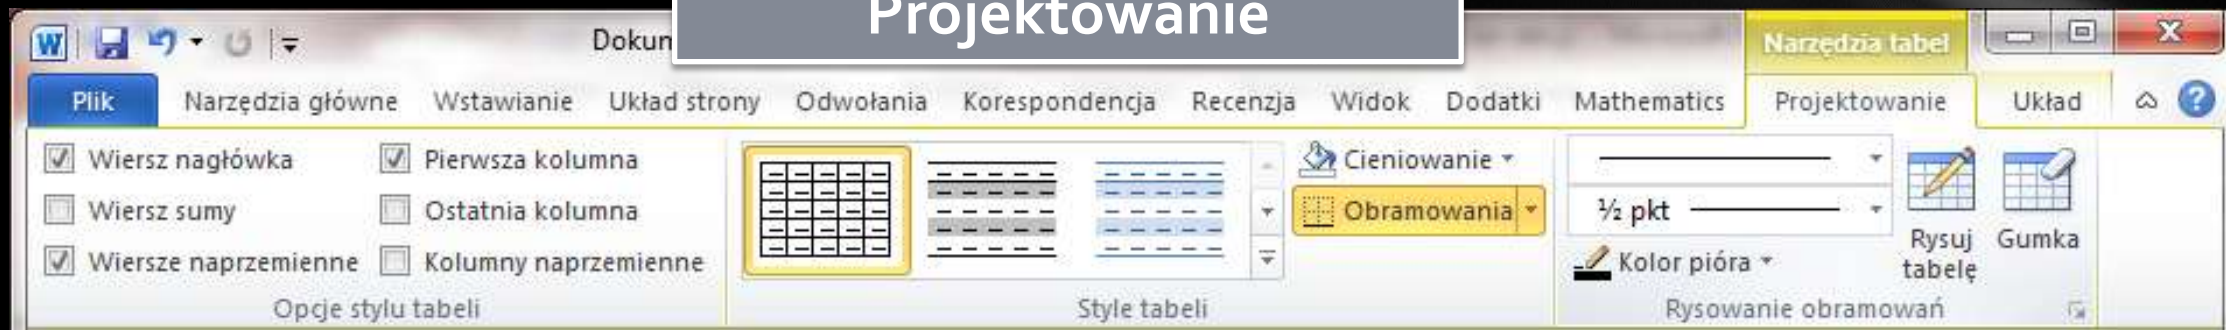 Projektowanie
Dokun
Narzędzia tabel
Plik Narzędzia główne Wstawianie Układ strony Odwołania Korespondencja Recenzja Widok Dodatki Mathematics Projektowanie Układ
Wiersz nagłówka Pierwsza kolumna
Wiersz sumy Ostatnia kolumna
Wiersze naprzemienne Kolumny naprzemienne
Opcje stylu tabeli
Cieniowanie
Obramowania
Style tabeli
½ pkt
Kolor pióra
Rysuj
tabelę
Gumka
Rysowanie obramowań